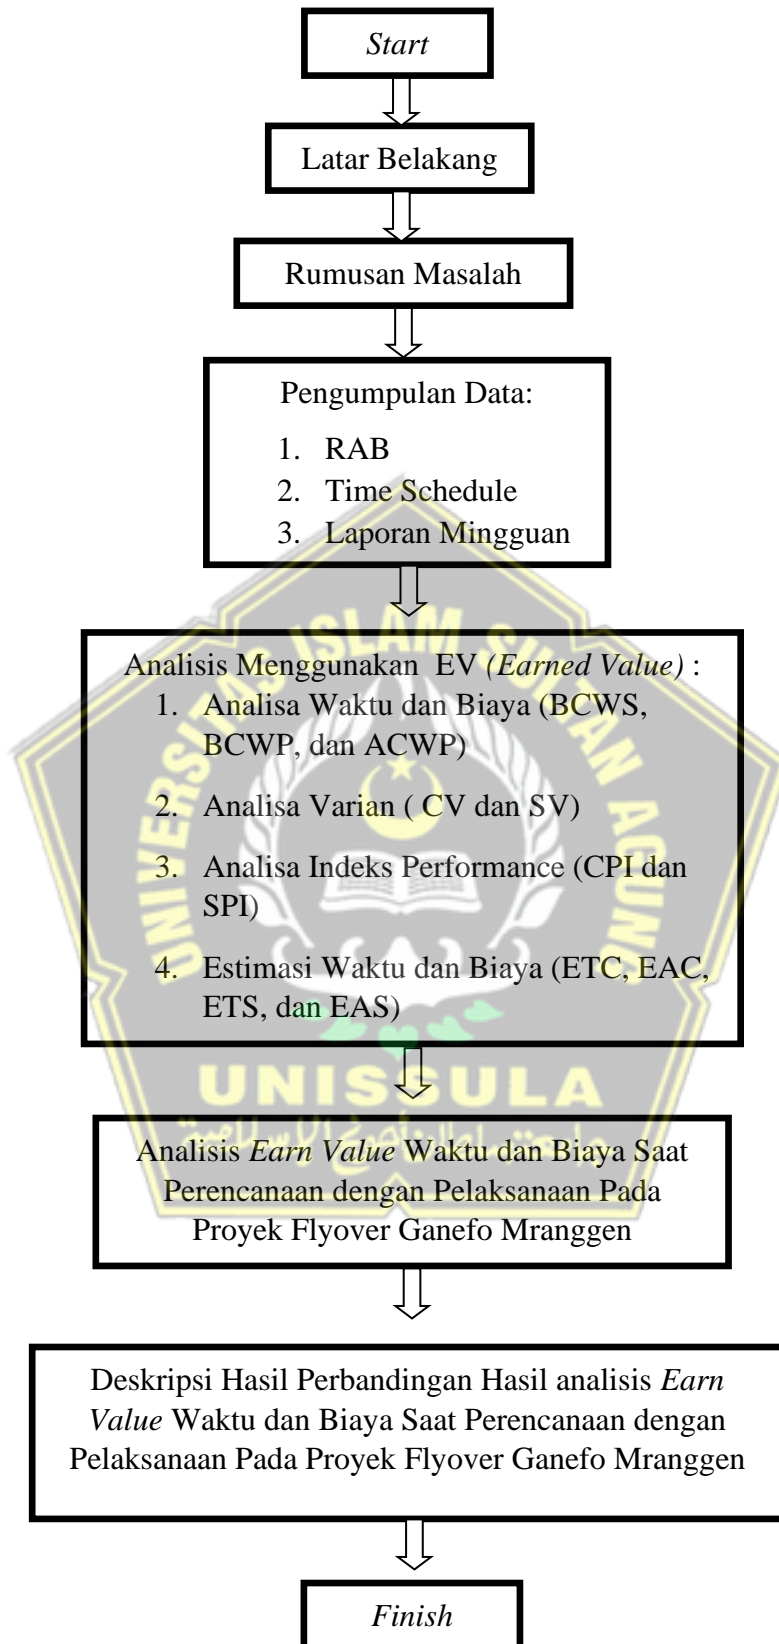 Start
Latar Belakang
Rumusan Masalah
Pengumpulan Data:
1. RAB
2. Time Schedule
3. Laporan Mingguan
Analisis Menggunakan EV (Earned Value) :
1. Analisa Waktu dan Biaya (BCWS,
BCWP, dan ACWP)
2. Analisa Varian ( CV dan SV)
3. Analisa Indeks Performance (CPI dan
SPI)
4. Estimasi Waktu dan Biaya (ETC, EAC,
ETS, dan EAS)
Analisis Earn Value Waktu dan Biaya Saat
Perencanaan dengan Pelaksanaan Pada
Proyek Flyover Ganefo Mranggen
Deskripsi Hasil Perbandingan Hasil analisis Earn
Value Waktu dan Biaya Saat Perencanaan dengan
Pelaksanaan Pada Proyek Flyover Ganefo Mranggen
Finish
UNIVERSITAS ISLAM SULTAN AGUNG
UNISSULA